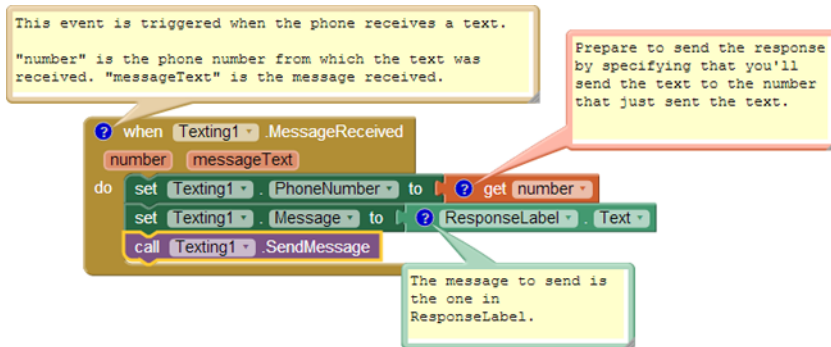 This event is triggered when the phone receives a text.
"number" is the phone number from which the text was
received. "messageText" is the message received.
Prepare to send the response
by specifying that you'll
send the text to the number
that just sent the text.
? when Texting1 .MessageReceived
number messageText
do set Texting1 . PhoneNumber to ? get number
set Texting1 . Message to ? ResponseLabel . Text
call Texting1 .SendMessage
The message to send is
the one in
ResponseLabel.